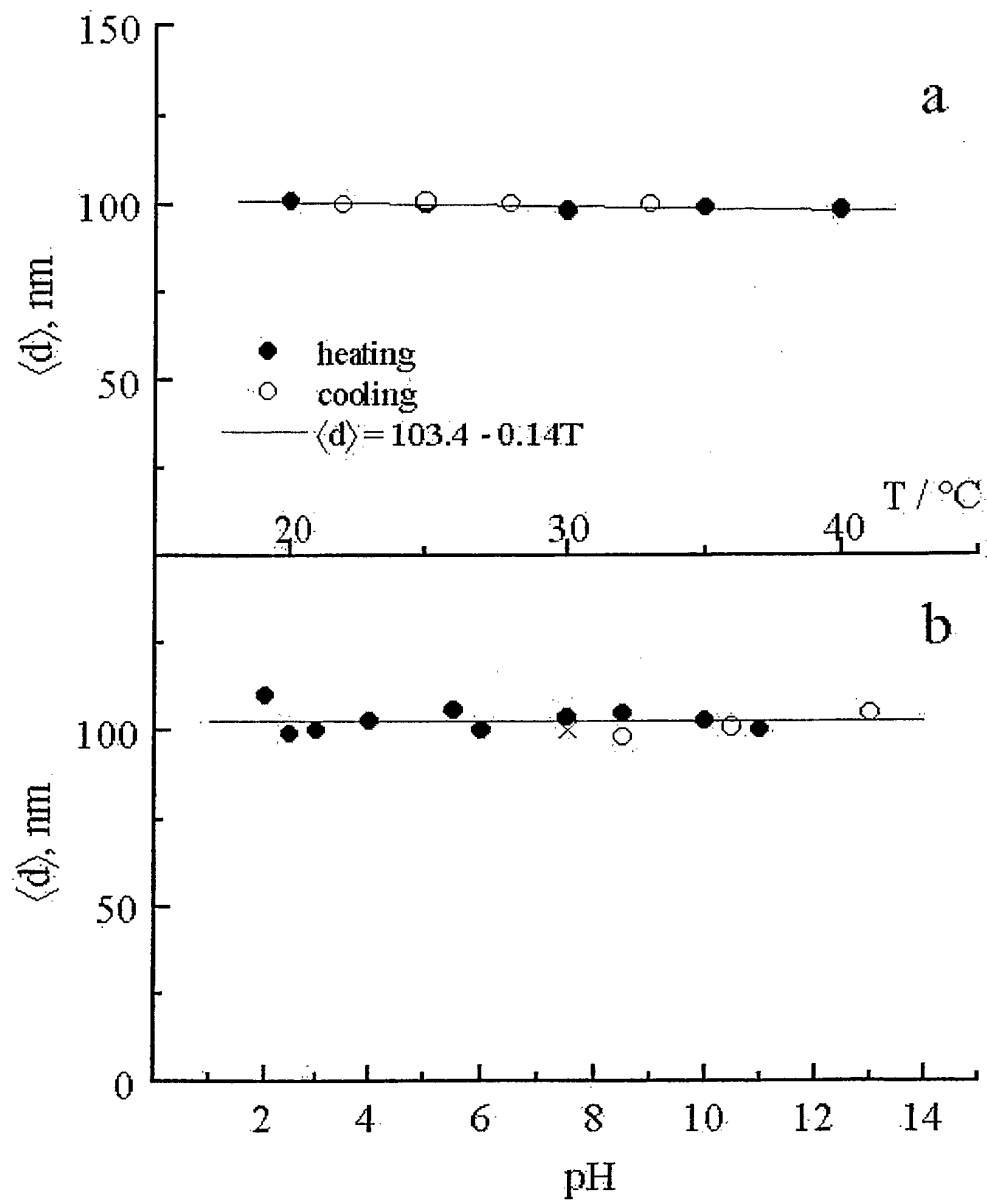 150
a
100
⟨d⟩, nm
heating
cooling
50
⟨d⟩ = 103.4 - 0.14T
T / °C
20 30 40
b
100
⟨d⟩, nm
50
0
2 4 6 8 10 12 14
pH